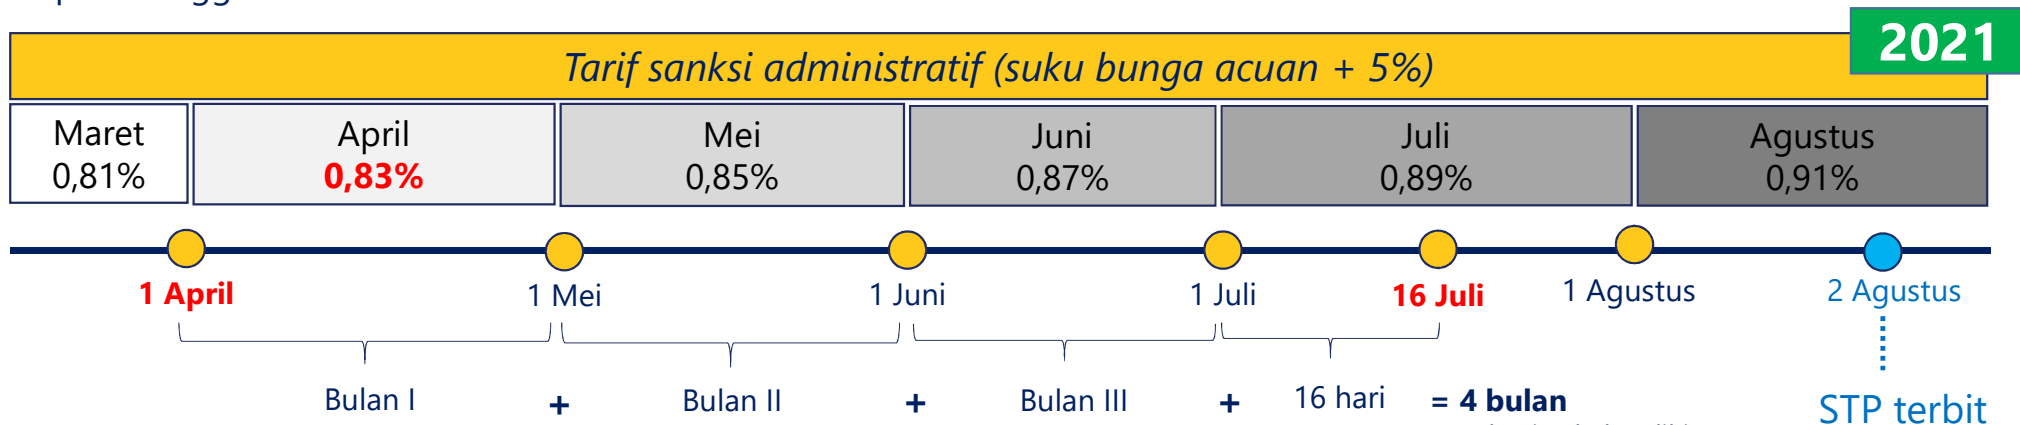 2021
Tarif sanksi administratif (suku bunga acuan + 5%)
Maret April Mei Juni Juli Agustus
0,81% 0,83% 0,85% 0,87% 0,89% 0,91%
1 April 1 Mei 1 Juni 1 Juli 16 Juli 1 Agustus 2 Agustus
Bulan I + Bulan II + Bulan III + 16 hari = 4 bulan
STP terbit